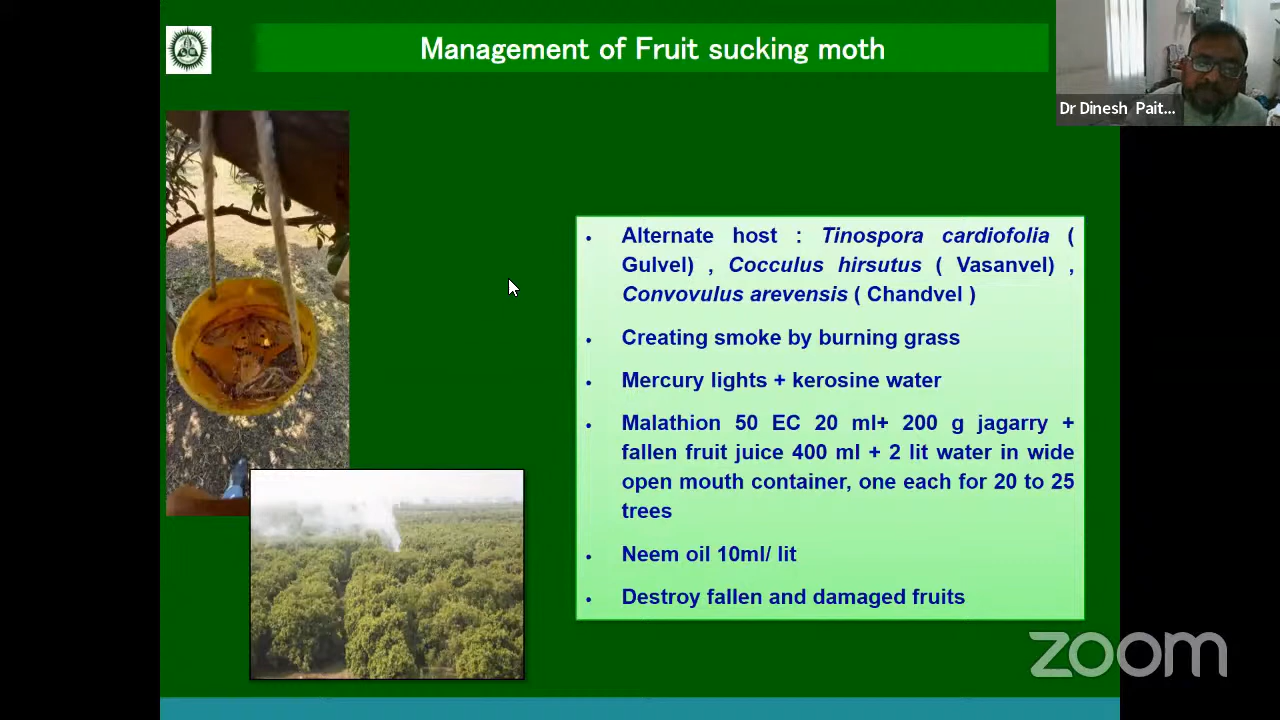 Management of Fruit sucking moth
Dr Dinesh Pait...
• Alternate host : Tinospora cardiofolia (
Gulvel) , Cocculus hirsutus ( Vasanvel) ,
Convovulus arevensis ( Chandvel )
• Creating smoke by burning grass
• Mercury lights + kerosine water
• Malathion 50 EC 20 ml+ 200 g jagarry +
fallen fruit juice 400 ml + 2 lit water in wide
open mouth container, one each for 20 to 25
trees
• Neem oil 10ml/ lit
• Destroy fallen and damaged fruits
zoom